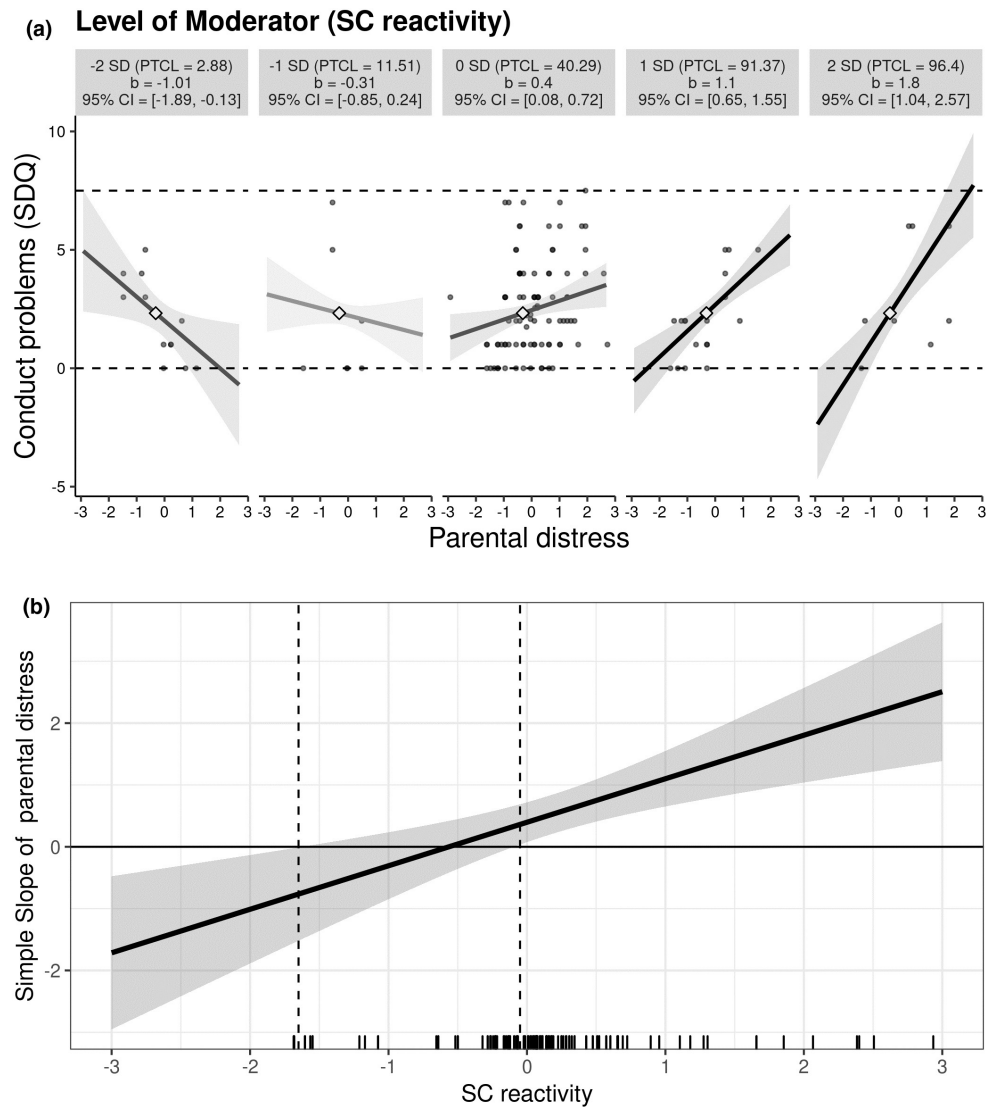 (a) Level of Moderator (SC reactivity)
-2 SD (PTCL = 2.88)
b = -1.01
95% CI = [-1.89, -0.13]
-1 SD (PTCL = 11.51)
b = -0.31
95% CI = [-0.85, 0.24]
0 SD (PTCL = 40.29)
b = 0.4
95% CI = [0.08, 0.72]
1 SD (PTCL = 91.37)
b = 1.1
95% CI = [0.65, 1.55]
2 SD (PTCL = 96.4)
b = 1.8
95% CI = [1.04, 2.57]
Conduct problems (SDQ)
10
5
0
-5
-3 -2 -1 0 1 2 3 -3 -2 -1 0 1 2 3 -3 -2 -1 0 1 2 3 -3 -2 -1 0 1 2 3 -3 -2 -1 0 1 2 3
Parental distress
(b)
Simple Slope of parental distress
2
0
-2
-3 -2 -1 0 1 2 3
SC reactivity